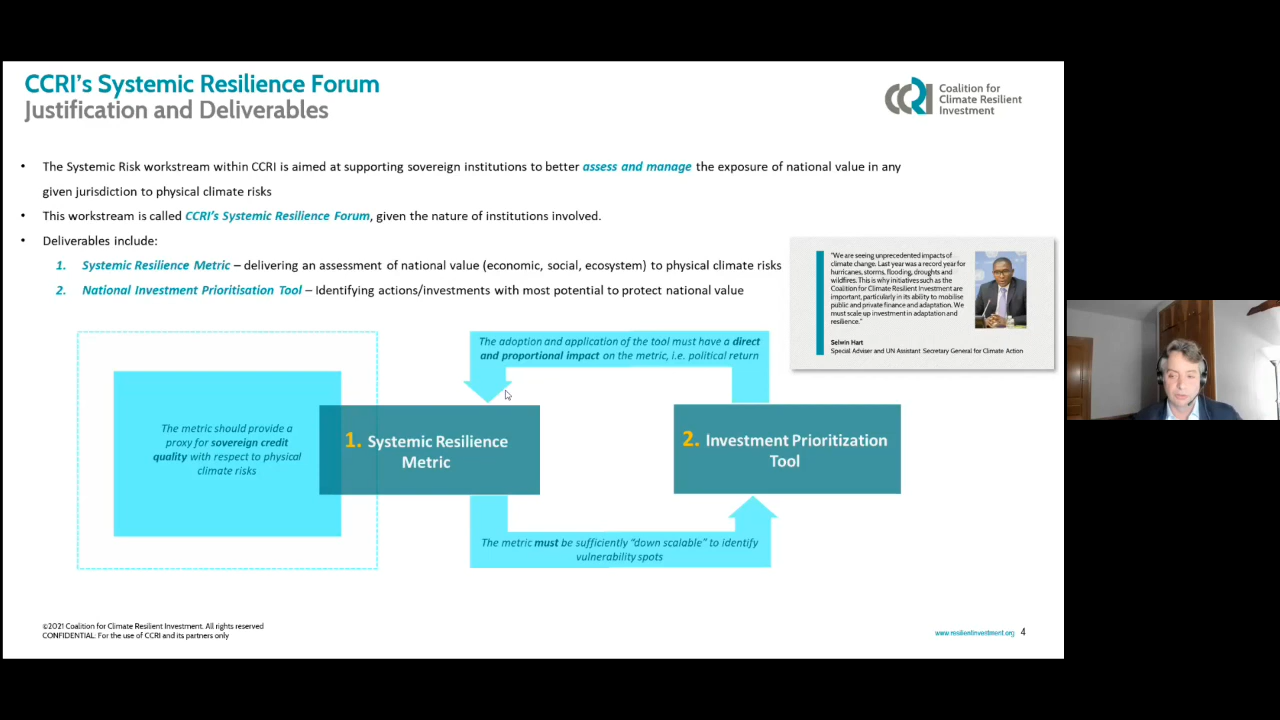 CCRI's Systemic Resilience Forum
Justification and Deliverables
CCRI
Coalition for
Climate Resilient
Investment
• The Systemic Risk workstream within CCRI is aimed at supporting sovereign institutions to better assess and manage the exposure of national value in any
given jurisdiction to physical climate risks
• This workstream is called CCRI's Systemic Resilience Forum, given the nature of institutions involved.
• Deliverables include:
1. Systemic Resilience Metric – delivering an assessment of national value (economic, social, ecosystem) to physical climate risks
2. National Investment Prioritisation Tool – Identifying actions/investments with most potential to protect national value
"We are seeing unprecedented impacts of
climate change. Last year was a record year for
hurricanes, storms, flooding, droughts and
wildfires. This is why initiatives such as the
Coalition for Climate Resilient Investment are
important, particularly in its ability to mobilise
public and private finance and adaptation. We
must scale up investment in adaptation and
resilience."
Selwin Hart
Special Adviser and UN Assistant Secretary General for Climate Action
The adoption and application of the tool must have a direct
and proportional impact on the metric, i.e. political return
The metric should provide a
proxy for sovereign credit
quality with respect to physical
climate risks
1. Systemic Resilience
Metric
2. Investment Prioritization
Tool
The metric must be sufficiently "down scalable" to identify
vulnerability spots
©2021 Coalition for Climate Resilient Investment. All rights reserved
CONFIDENTIAL: For the use of CCRI and its partners only
www.resilientinvestment.org 4